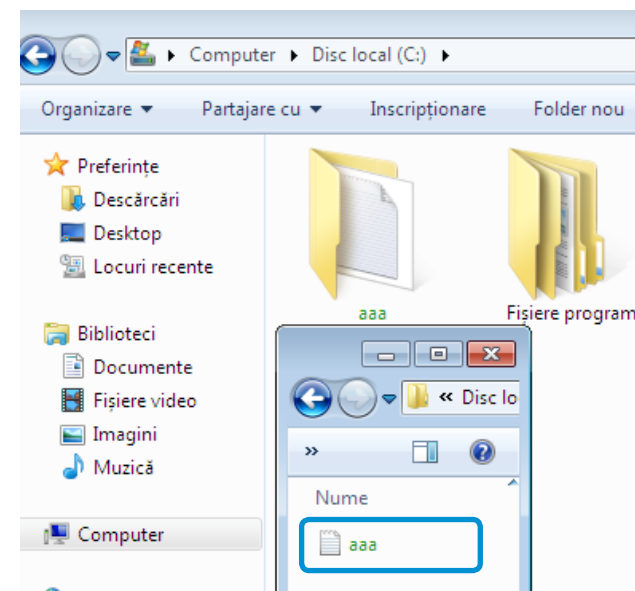 Computer ▸ Disc local (C:) ▸
Organizare Partajare cu Inscripționare Folder nou
Preferințe
Descărcări
Desktop
Locuri recente
Biblioteci
Documente
Fișiere video
Imagini
Muzică
Computer
aaa
Fișiere program
« Disc lo
»
Nume
aaa